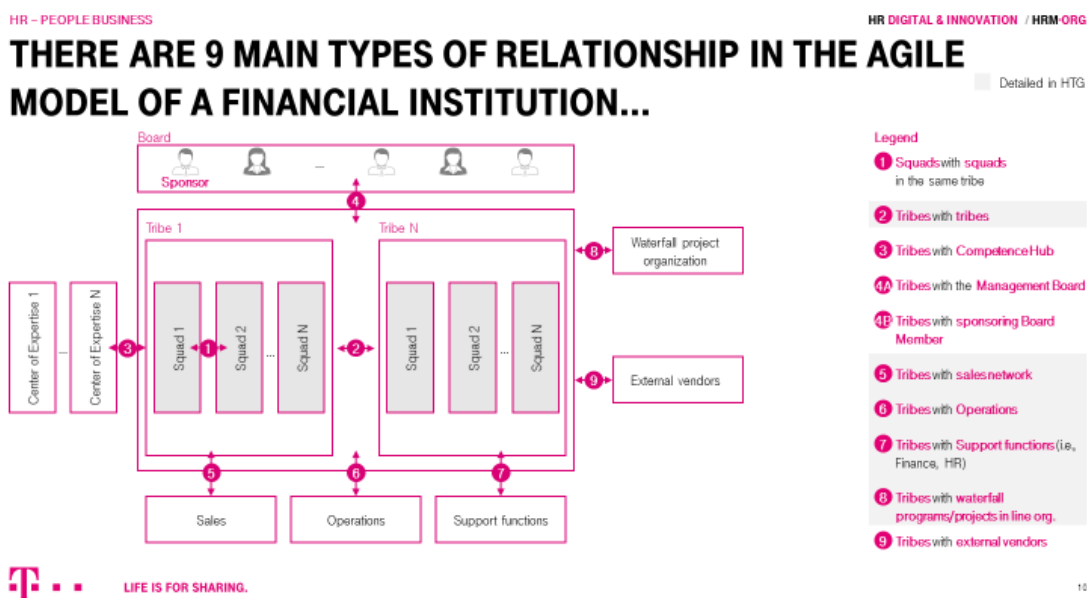 HR – PEOPLE BUSINESS
HR DIGITAL & INNOVATION / HRM-ORG
THERE ARE 9 MAIN TYPES OF RELATIONSHIP IN THE AGILE
MODEL OF A FINANCIAL INSTITUTION...
Detailed in HTG
Board
...
Sponsor
4
Tribe 1
Tribe N
Center of Expertise 1
...
Center of Expertise N
3
Squad 1
1
Squad 2
...
Squad N
2
Squad 1
Squad 2
...
Squad N
8
Waterfall project
organization
9
External vendors
5
6
7
Sales
Operations
Support functions
Legend
1 Squads with squads
in the same tribe
2 Tribes with tribes
3 Tribes with Competence Hub
4A Tribes with the Management Board
4B Tribes with sponsoring Board
Member
5 Tribes with sales network
6 Tribes with Operations
7 Tribes with Support functions (i.e.,
Finance, HR)
8 Tribes with waterfall
programs/projects in line org.
9 Tribes with external vendors
T
LIFE IS FOR SHARING.
10